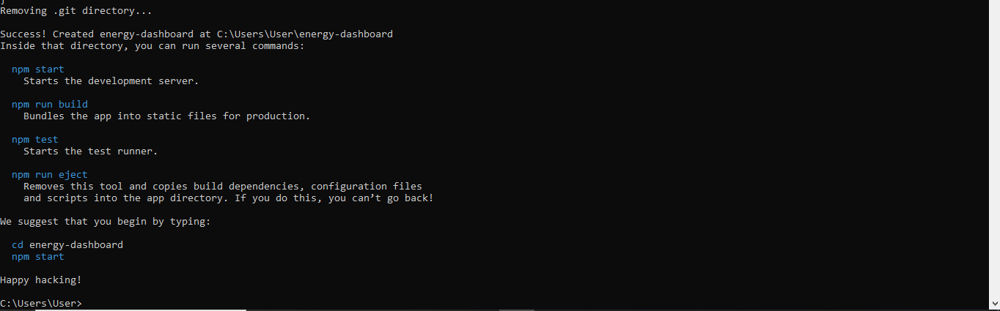 Removing .git directory...
Success! Created energy-dashboard at C:\Users\User\energy-dashboard
Inside that directory, you can run several commands:
npm start
Starts the development server.
npm run build
Bundles the app into static files for production.
npm test
Starts the test runner.
npm run eject
Removes this tool and copies build dependencies, configuration files
and scripts into the app directory. If you do this, you can’t go back!
We suggest that you begin by typing:
cd energy-dashboard
npm start
Happy hacking!
C:\Users\User>